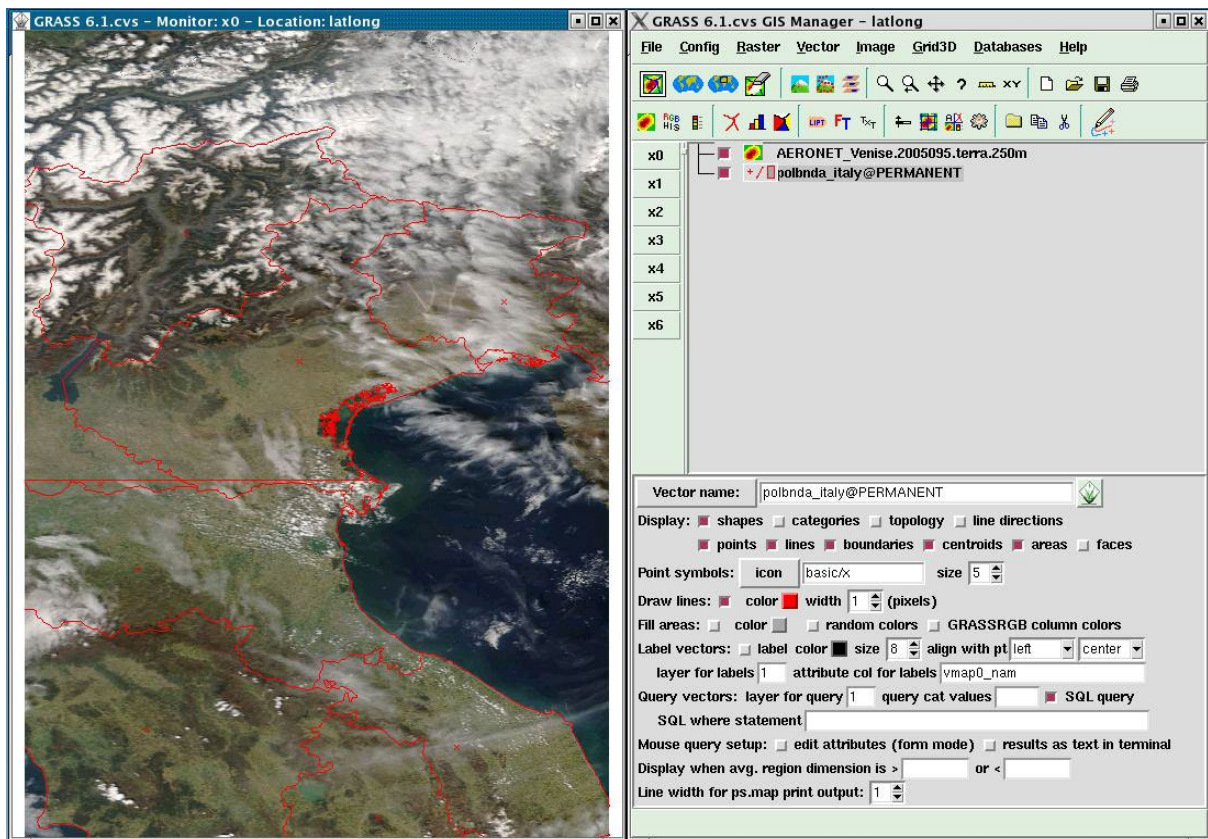 GRASS 6.1.cvs - Monitor: x0 - Location: latlong
GRASS 6.1.cvs GIS Manager - latlong
File Config Raster Vector Image Grid3D Databases Help
? XY
RGB HIS LIPT FT TXT
x0
x1
x2
x3
x4
x5
x6
AERONET_Venise.2005095.terra.250m
polbnda_italy@PERMANENT
Vector name: polbnda_italy@PERMANENT
Display: shapes categories topology line directions
points lines boundaries centroids areas faces
Point symbols: icon basic/x size 5
Draw lines: color width 1 (pixels)
Fill areas: color random colors GRASSRGB column colors
Label vectors: label color size 8 align with pt left center
layer for labels 1 attribute col for labels vmap0_nam
Query vectors: layer for query 1 query cat values SQL query
SQL where statement
Mouse query setup: edit attributes (form mode) results as text in terminal
Display when avg. region dimension is > or <
Line width for ps.map print output: 1